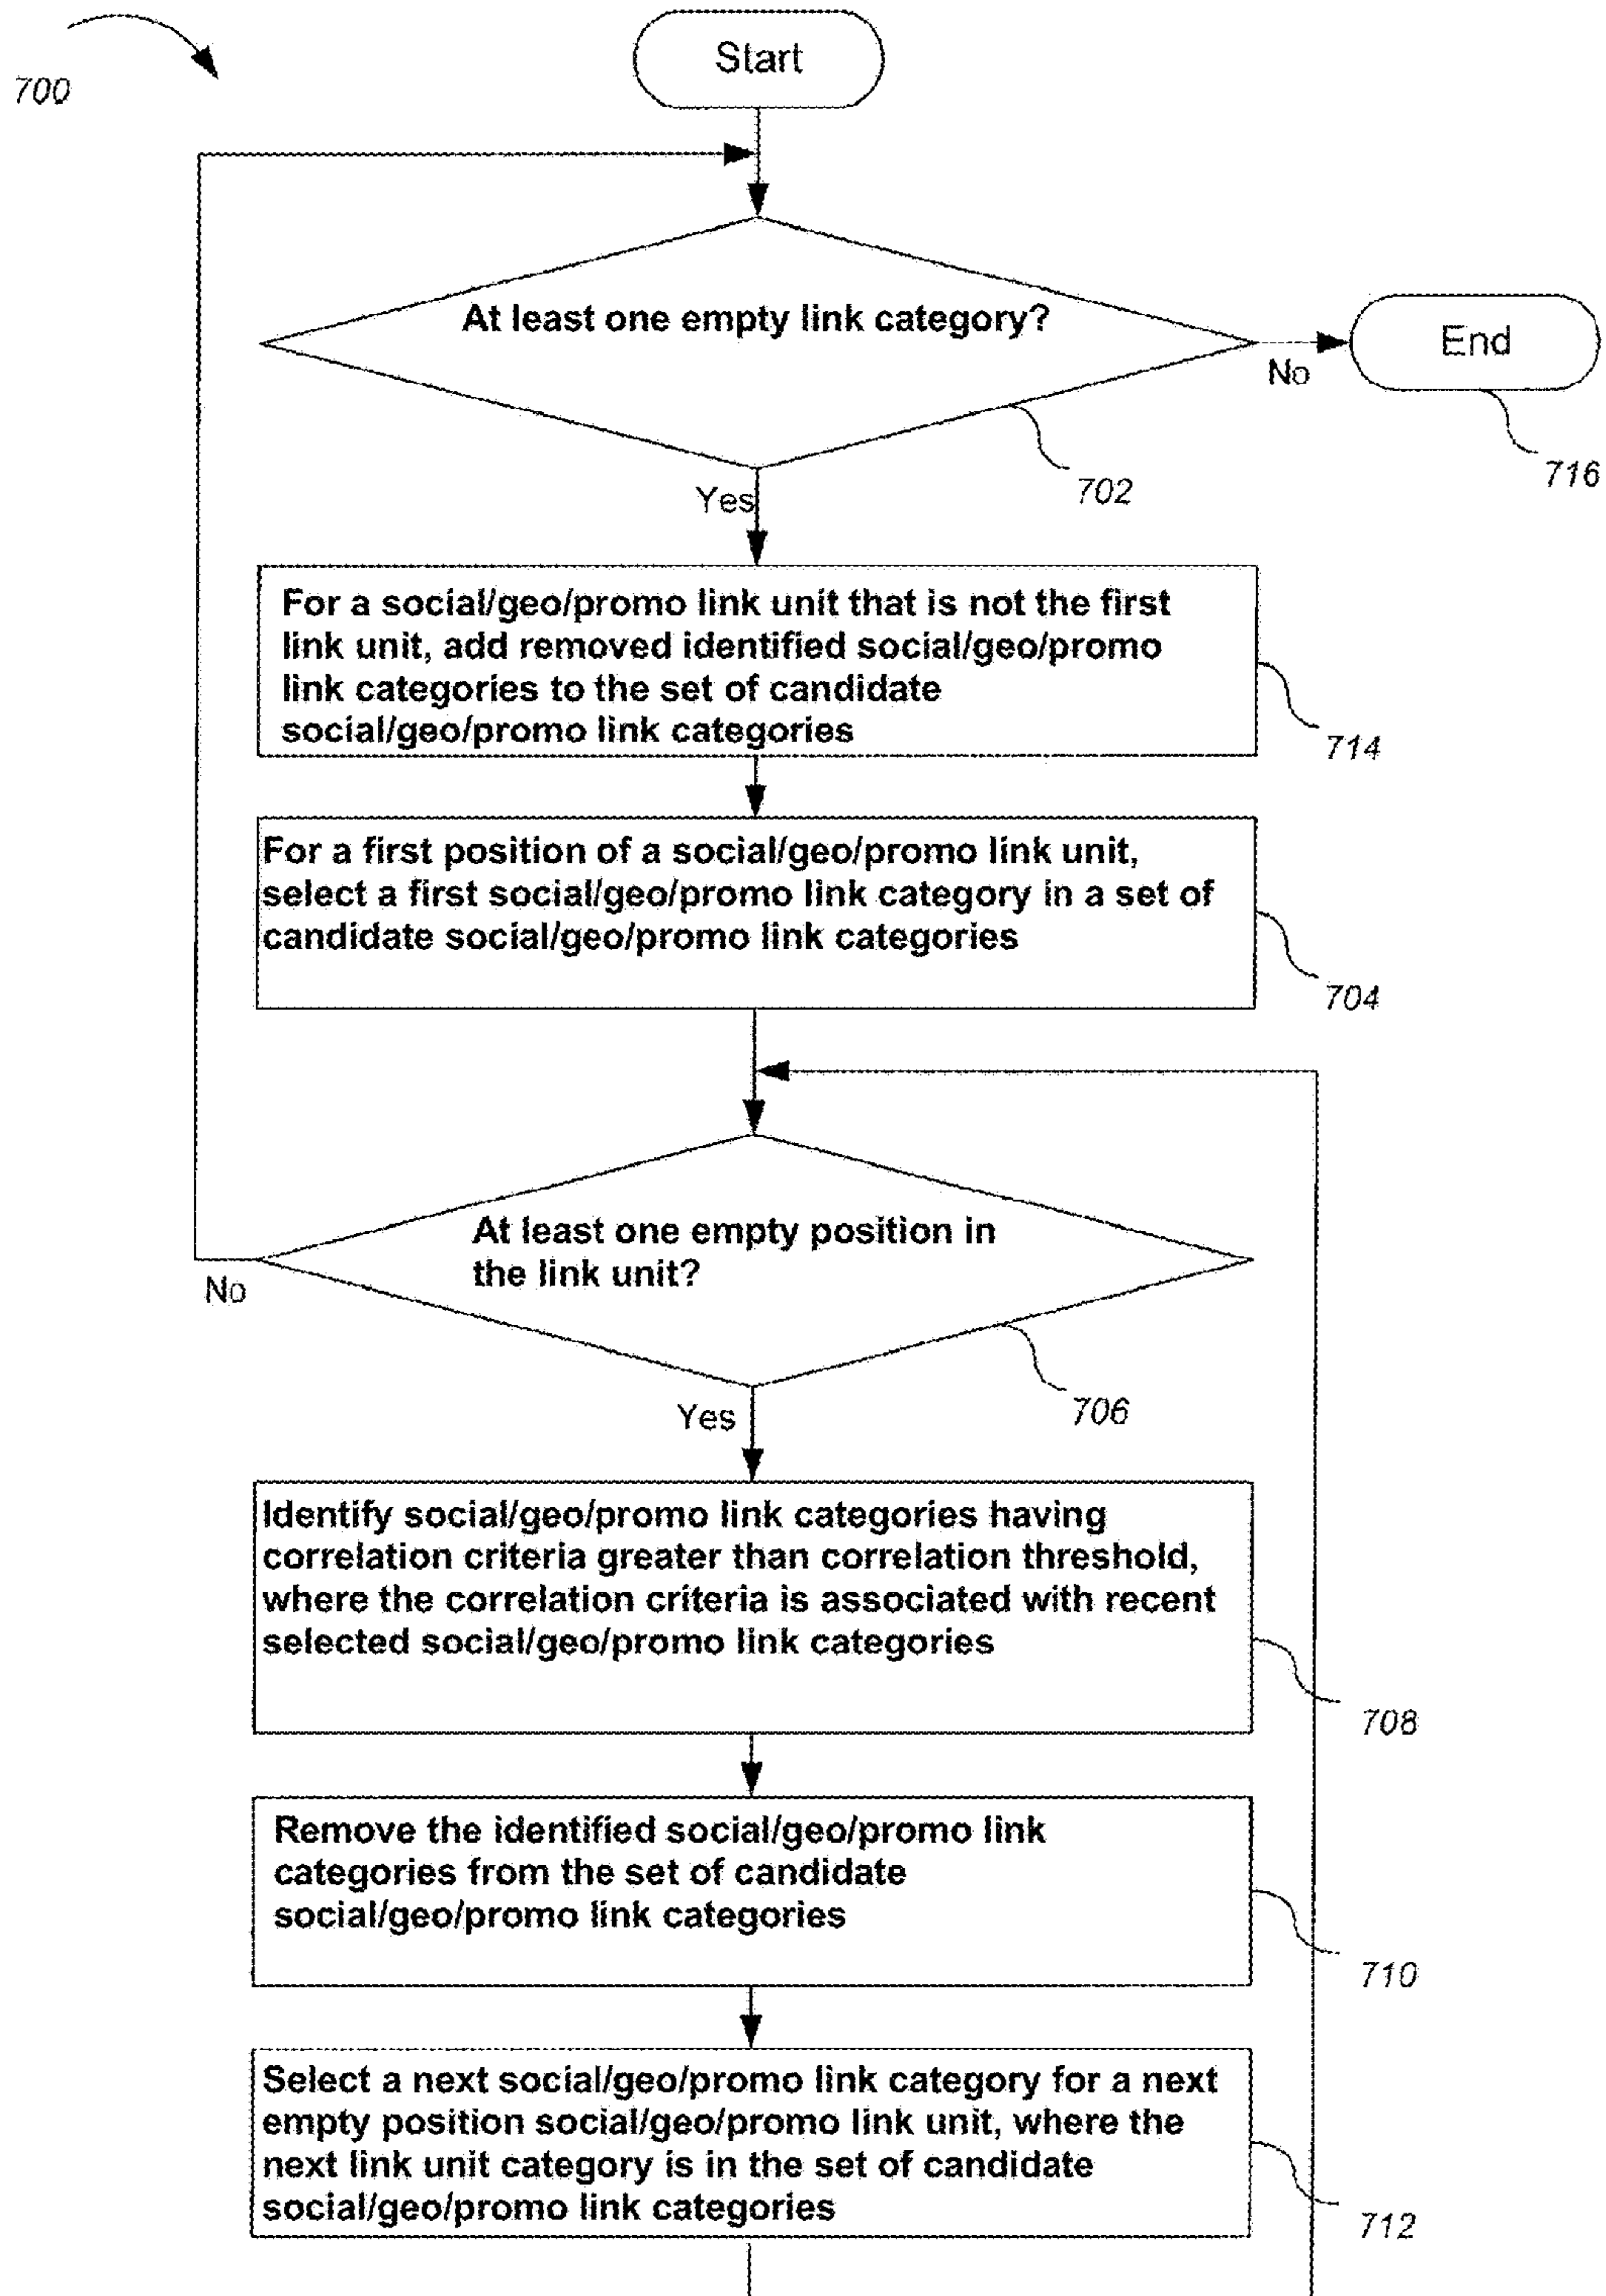 700
Start
At least one empty link category?
No
End
716
702
Yes
For a social/geo/promo link unit that is not the first
link unit, add removed identified social/geo/promo
link categories to the set of candidate
social/geo/promo link categories
714
For a first position of a social/geo/promo link unit,
select a first social/geo/promo link category in a set of
candidate social/geo/promo link categories
704
At least one empty position in
the link unit?
No
706
Yes
Identify social/geo/promo link categories having
correlation criteria greater than correlation threshold,
where the correlation criteria is associated with recent
selected social/geo/promo link categories
708
Remove the identified social/geo/promo link
categories from the set of candidate
social/geo/promo link categories
710
Select a next social/geo/promo link category for a next
empty position social/geo/promo link unit, where the
next link unit category is in the set of candidate
social/geo/promo link categories
712